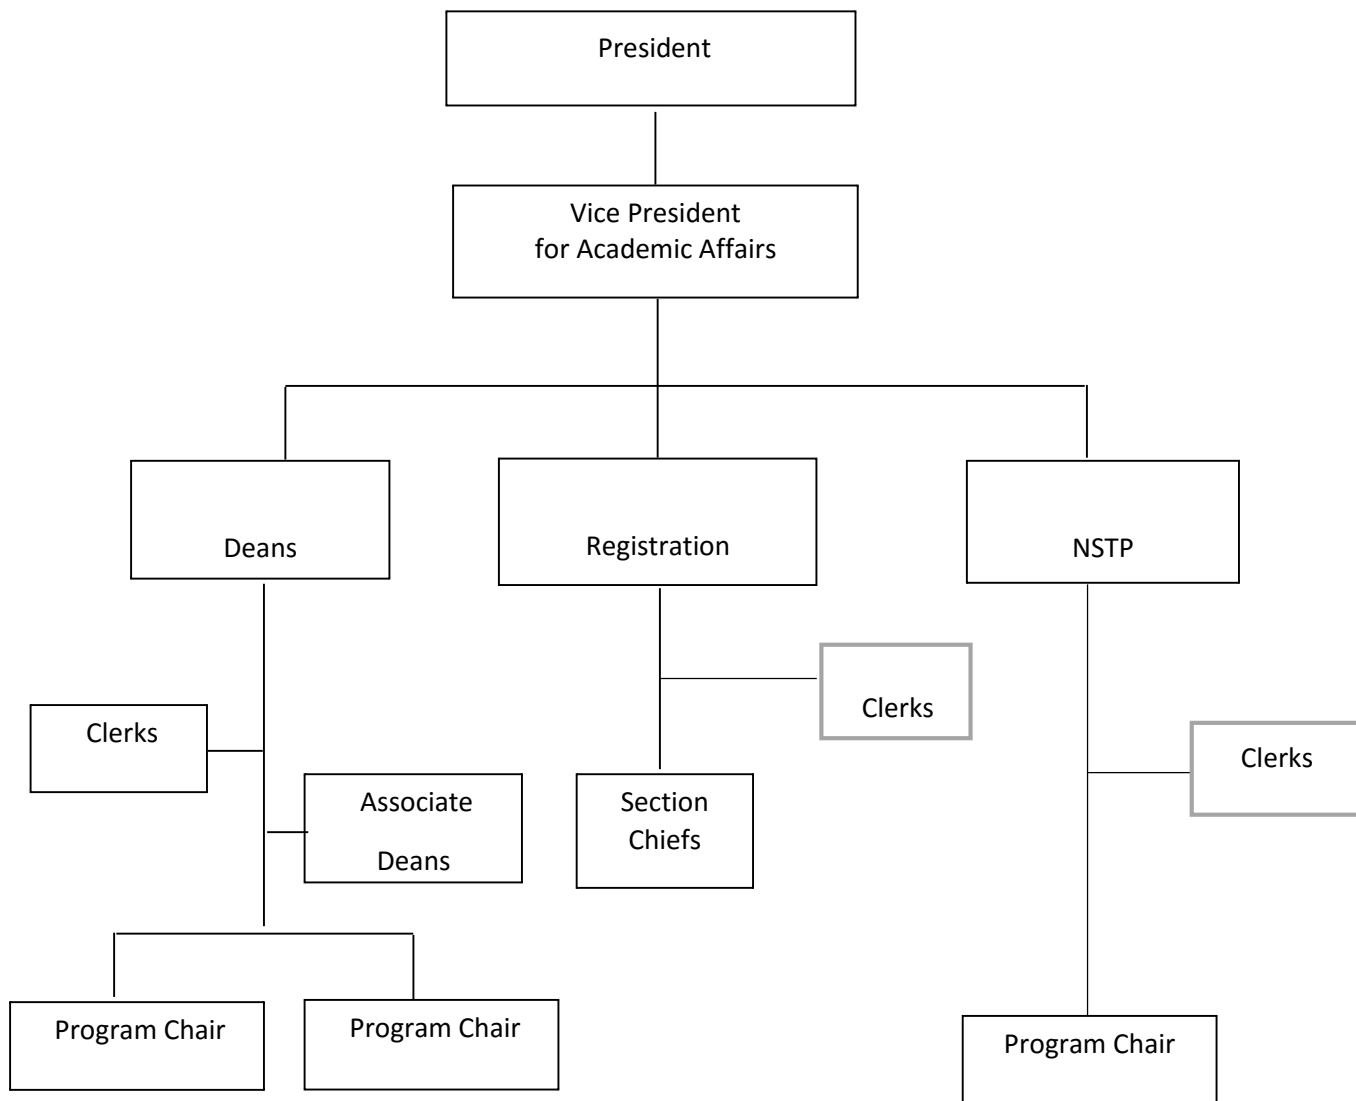 President
Vice President
for Academic Affairs
Deans
Registration
NSTP
Clerks
Clerks
Clerks
Associate
Deans
Section
Chiefs
Program Chair
Program Chair
Program Chair